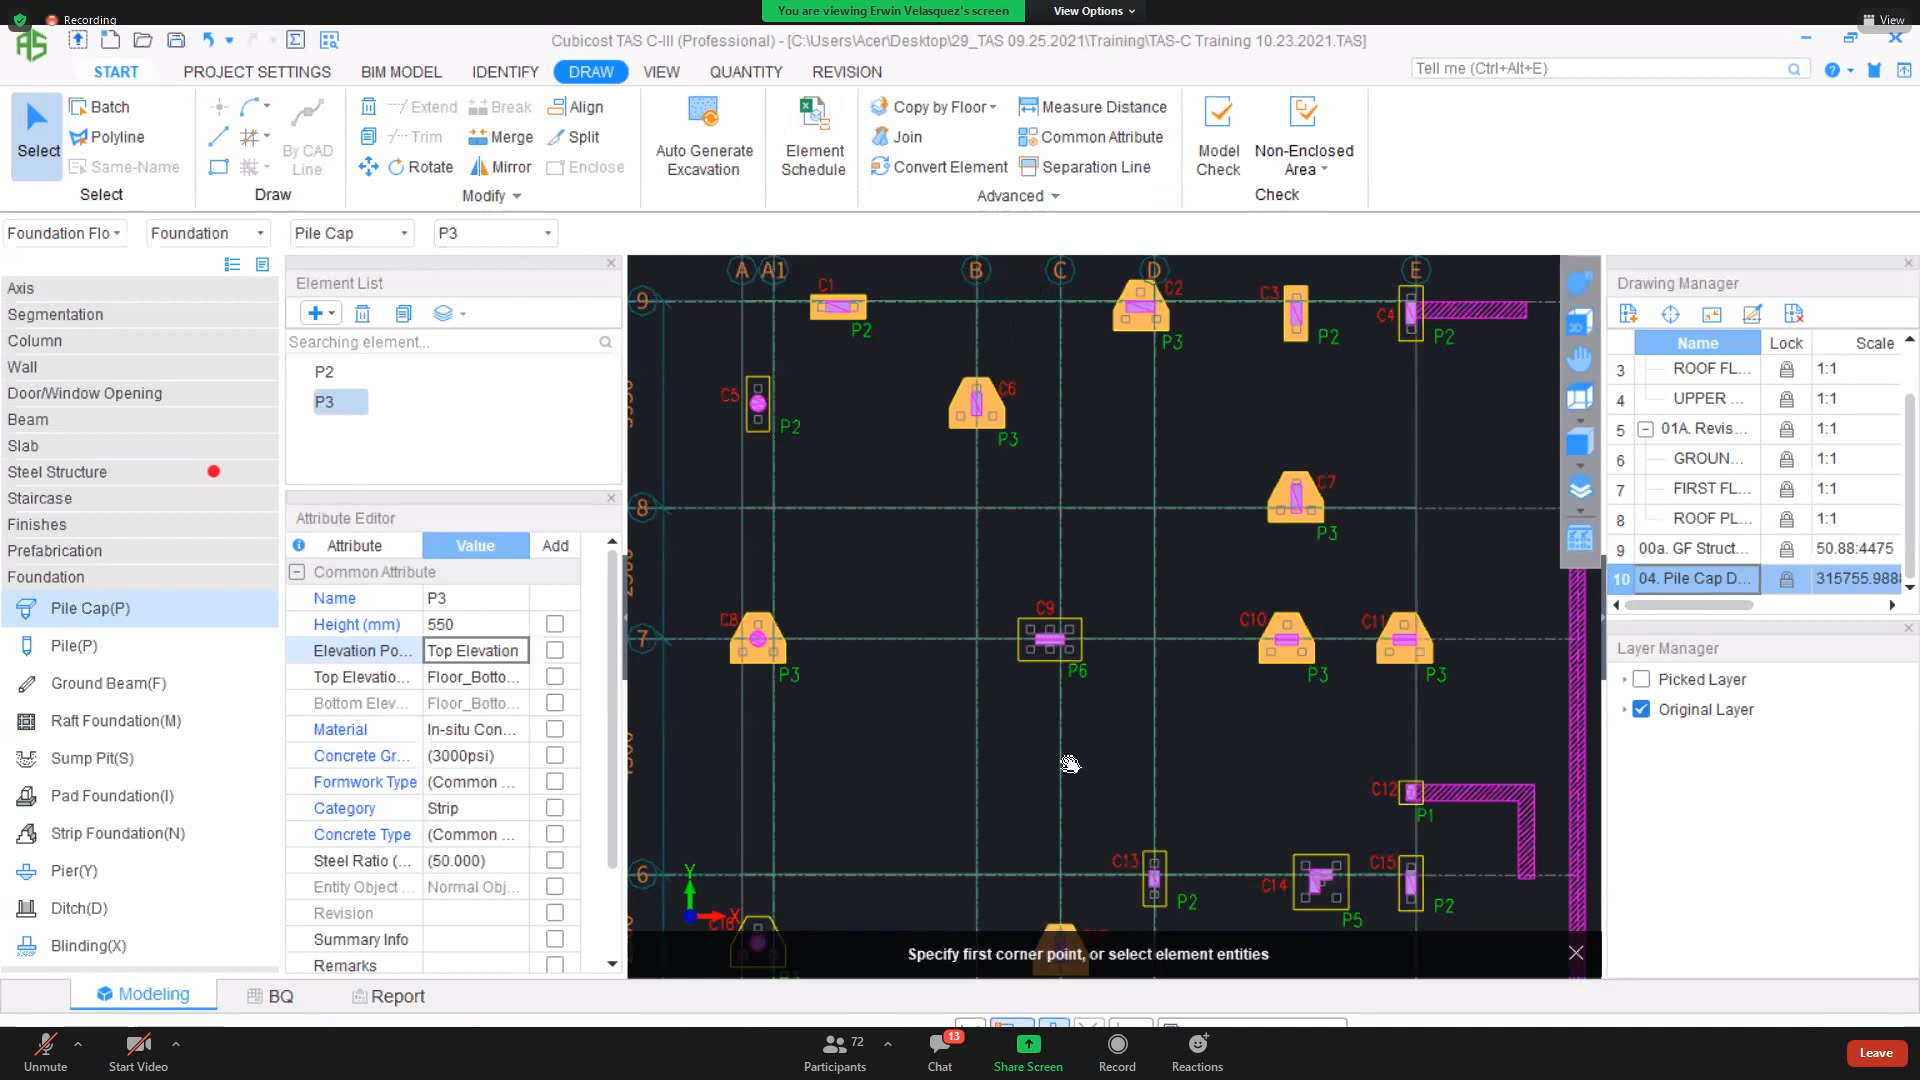 Recording
You are viewing Erwin Velasquez's screen
View Options
View
Cubicost TAS C-III (Professional) - [C:\Users\Acer\Desktop\29_TAS 09.25.2021\Training\TAS-C Training 10.23.2021.TAS]
START
PROJECT SETTINGS
BIM MODEL
IDENTIFY
DRAW
VIEW
QUANTITY
REVISION
Tell me (Ctrl+Alt+E)
Select
Batch
Polyline
Same-Name
Select
By CAD
Line
Draw
Extend
Break
Align
Trim
Merge
Split
Rotate
Mirror
Enclose
Modify
Auto Generate
Excavation
Element
Schedule
Copy by Floor
Measure Distance
Join
Common Attribute
Convert Element
Separation Line
Advanced
Model
Check
Non-Enclosed
Area
Check
Foundation Flo
Foundation
Pile Cap
P3
Axis
Segmentation
Column
Wall
Door/Window Opening
Beam
Slab
Steel Structure
Staircase
Finishes
Prefabrication
Foundation
Pile Cap(P)
Pile(P)
Ground Beam(F)
Raft Foundation(M)
Sump Pit(S)
Pad Foundation(I)
Strip Foundation(N)
Pier(Y)
Ditch(D)
Blinding(X)
Element List
Searching element...
P2
P3
Attribute Editor
Attribute Value Add
Common Attribute
Name P3
Height (mm) 550
Elevation Po... Top Elevation
Top Elevatio... Floor_Botto...
Bottom Elev... Floor_Botto...
Material In-situ Con...
Concrete Gr... (3000psi)
Formwork Type (Common ...
Category Strip
Concrete Type (Common ...
Steel Ratio (... (50.000)
Entity Object ... Normal Obj...
Revision
Summary Info
Remarks
A A1 B C D E
9 C1 P2 C2 P3 C3 P2 C4 P2
C5 P2 C6 P3
8 C7 P3
7 C8 P3 C9 P6 C10 P3 C11 P3
C12 P1
6 C13 P2 C14 P5 C15 P2
Y
X
3D
Specify first corner point, or select element entities
Drawing Manager
Name Lock Scale
3 ROOF FL... 1:1
4 UPPER ... 1:1
5 01A. Revis... 1:1
6 GROUN... 1:1
7 FIRST FL... 1:1
8 ROOF PL... 1:1
9 00a. GF Struct... 50.88:4475
10 04. Pile Cap D... 315755.988
Layer Manager
Picked Layer
Original Layer
Modeling
BQ
Report
Unmute
Start Video
72
Participants
13
Chat
Share Screen
Record
Reactions
Leave